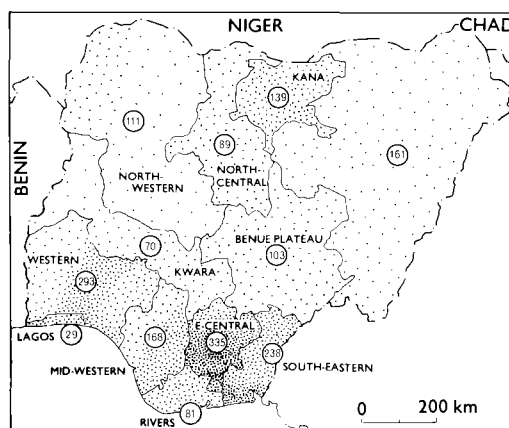 NIGER
CHAD
KANA
139
111
89
161
BENIN
NORTH-
WESTERN
NORTH-
CENTRAL
70
BENUE PLATEAU
WESTERN
KWARA
103
293
E-CENTRAL
LAGOS
29
168
335
238
MID-WESTERN
SOUTH-EASTERN
81
RIVERS
0 200 km